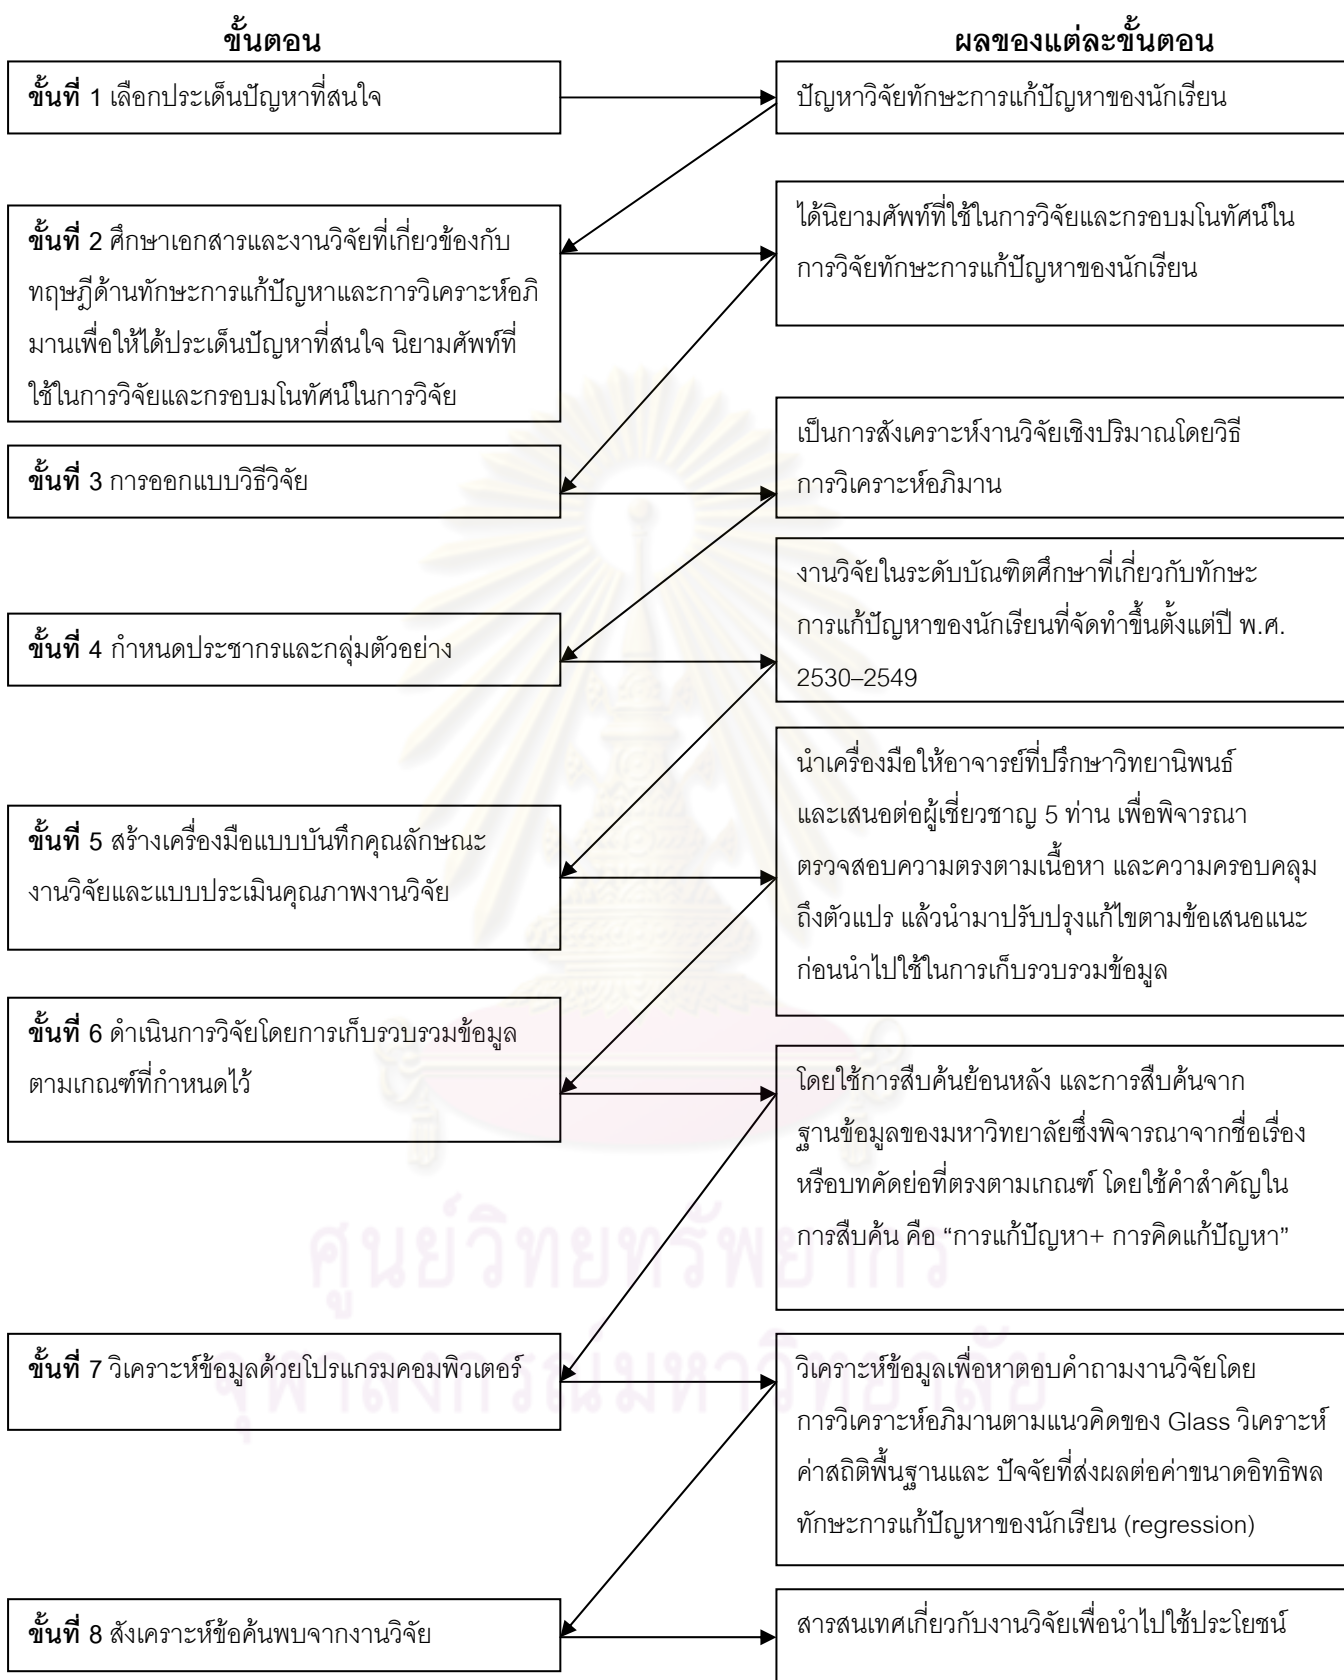 ขั้นตอน
ผลของแต่ละขั้นตอน
ขั้นที่ 1 เลือกประเด็นปัญหาที่สนใจ
ปัญหาวิจัยทักษะการแก้ปัญหาของนักเรียน
ขั้นที่ 2 ศึกษาเอกสารและงานวิจัยที่เกี่ยวข้องกับ
ทฤษฎีด้านทักษะการแก้ปัญหาและการวิเคราะห์อภิ
มานเพื่อให้ได้ประเด็นปัญหาที่สนใจ นิยามศัพท์ที่
ใช้ในการวิจัยและกรอบมโนทัศน์ในการวิจัย
ได้นิยามศัพท์ที่ใช้ในการวิจัยและกรอบมโนทัศน์ใน
การวิจัยทักษะการแก้ปัญหาของนักเรียน
ขั้นที่ 3 การออกแบบวิธีวิจัย
เป็นการสังเคราะห์งานวิจัยเชิงปริมาณโดยวิธี
การวิเคราะห์อภิมาน
ขั้นที่ 4 กำหนดประชากรและกลุ่มตัวอย่าง
งานวิจัยในระดับบัณฑิตศึกษาที่เกี่ยวกับทักษะ
การแก้ปัญหาของนักเรียนที่จัดทำขึ้นตั้งแต่ปี พ.ศ.
2530–2549
ขั้นที่ 5 สร้างเครื่องมือแบบบันทึกคุณลักษณะ
งานวิจัยและแบบประเมินคุณภาพงานวิจัย
นำเครื่องมือให้อาจารย์ที่ปรึกษาวิทยานิพนธ์
และเสนอต่อผู้เชี่ยวชาญ 5 ท่าน เพื่อพิจารณา
ตรวจสอบความตรงตามเนื้อหา และความครอบคลุม
ถึงตัวแปร แล้วนำมาปรับปรุงแก้ไขตามข้อเสนอแนะ
ก่อนนำไปใช้ในการเก็บรวบรวมข้อมูล
ขั้นที่ 6 ดำเนินการวิจัยโดยการเก็บรวบรวมข้อมูล
ตามเกณฑ์ที่กำหนดไว้
โดยใช้การสืบค้นย้อนหลัง และการสืบค้นจาก
ฐานข้อมูลของมหาวิทยาลัยซึ่งพิจารณาจากชื่อเรื่อง
หรือบทคัดย่อที่ตรงตามเกณฑ์ โดยใช้คำสำคัญใน
การสืบค้น คือ “การแก้ปัญหา+ การคิดแก้ปัญหา”
ศูนย์วิทยทรัพยากร
จุฬาลงกรณ์มหาวิทยาลัย
ขั้นที่ 7 วิเคราะห์ข้อมูลด้วยโปรแกรมคอมพิวเตอร์
วิเคราะห์ข้อมูลเพื่อหาตอบคำถามงานวิจัยโดย
การวิเคราะห์อภิมานตามแนวคิดของ Glass วิเคราะห์
ค่าสถิติพื้นฐานและ ปัจจัยที่ส่งผลต่อค่าขนาดอิทธิพล
ทักษะการแก้ปัญหาของนักเรียน (regression)
ขั้นที่ 8 สังเคราะห์ข้อค้นพบจากงานวิจัย
สารสนเทศเกี่ยวกับงานวิจัยเพื่อนำไปใช้ประโยชน์